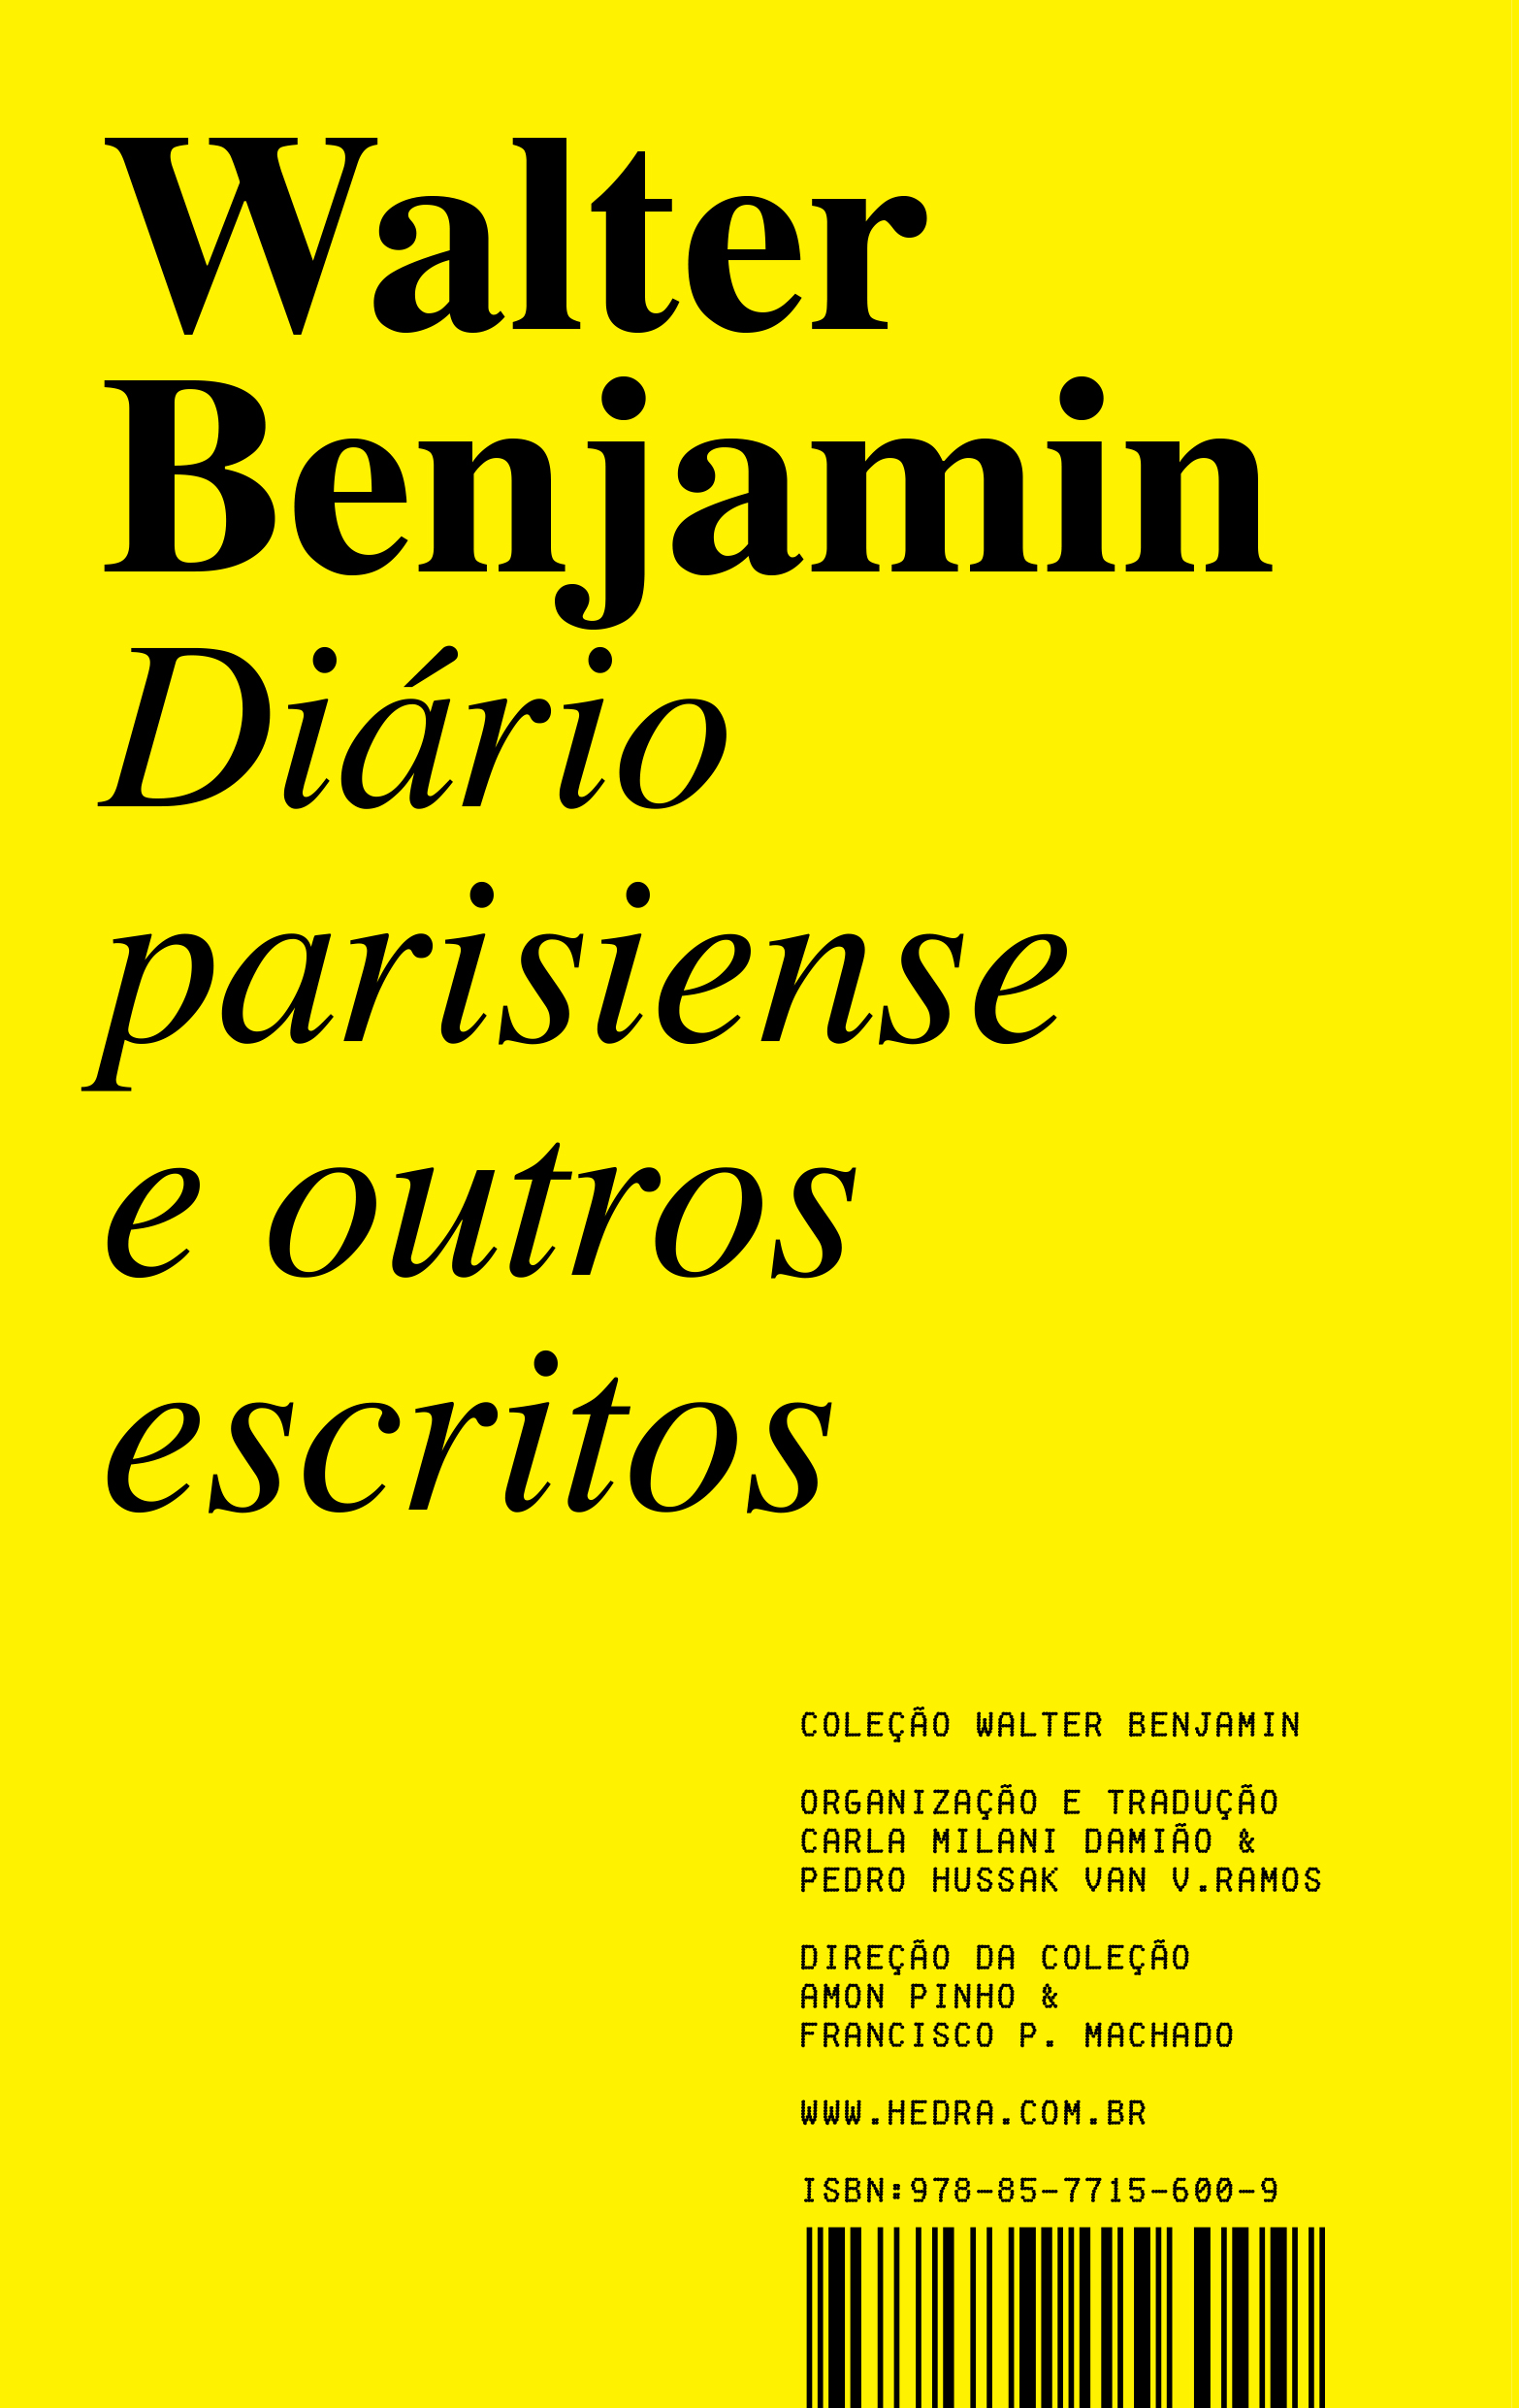 Walter
Benjamin
Diário
parisiense
e outros
escritos
COLEÇÃO WALTER BENJAMIN
ORGANIZAÇÃO E TRADUÇÃO
CARLA MILANI DAMIÃO &
PEDRO HUSSAK VAN V.RAMOS
DIREÇÃO DA COLEÇÃO
AMON PINHO &
FRANCISCO P. MACHADO
WWW.HEDRA.COM.BR
ISBN:978-85-7715-600-9